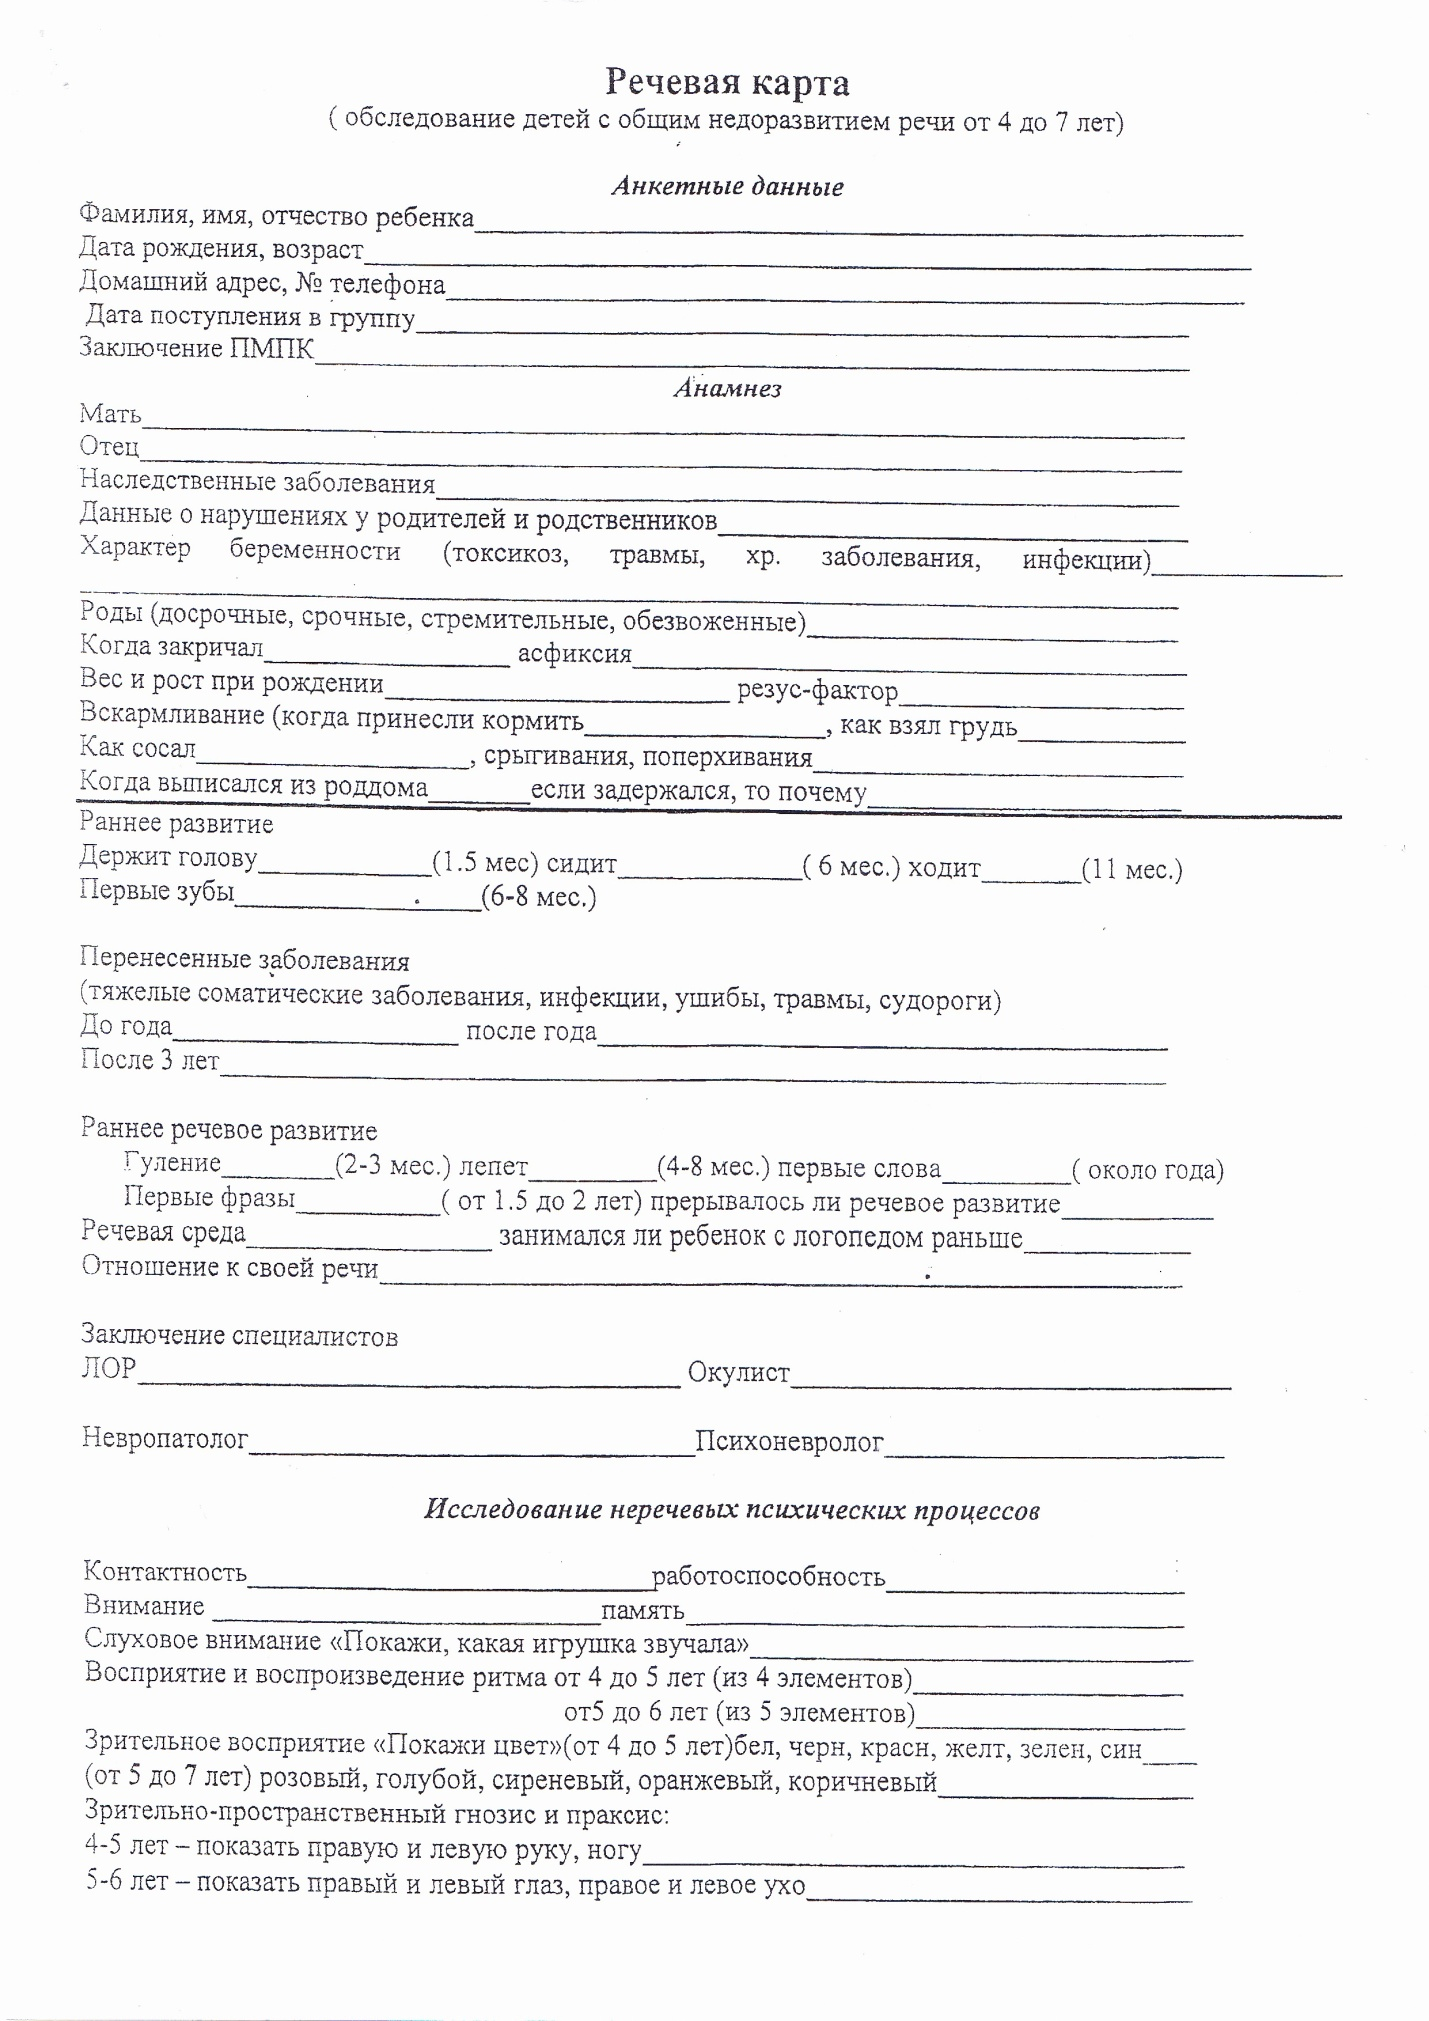 Речевая карта
( обследование детей с общим недоразвитием речи от 4 до 7 лет)
Анкетные данные
Фамилия, имя, отчество ребенка
Дата рождения, возраст
Домашний адрес, № телефона
Дата поступления в группу
Заключение ПМПК
Анамнез
Мать
Отец
Наследственные заболевания
Данные о нарушениях у родителей и родственников
Характер беременности (токсикоз, травмы, хр. заболевания, инфекции)
Роды (досрочные, срочные, стремительные, обезвоженные)
Когда закричал асфиксия
Вес и рост при рождении резус-фактор
Вскармливание (когда принесли кормить , как взял грудь
Как сосал , срыгивания, поперхивания
Когда выписался из роддома если задержался, то почему
Раннее развитие
Держит голову (1.5 мес) сидит ( 6 мес.) ходит (11 мес.)
Первые зубы (6-8 мес.)
Перенесенные заболевания
(тяжелые соматические заболевания, инфекции, ушибы, травмы, судороги)
До года после года
После 3 лет
Раннее речевое развитие
Гуление (2-3 мес.) лепет (4-8 мес.) первые слова ( около года)
Первые фразы ( от 1.5 до 2 лет) прерывалось ли речевое развитие
Речевая среда занимался ли ребенок с логопедом раньше
Отношение к своей речи
Заключение специалистов
ЛОР Окулист
Невропатолог Психоневролог
Исследование неречевых психических процессов
Контактность работоспособность
Внимание память
Слуховое внимание «Покажи, какая игрушка звучала»
Восприятие и воспроизведение ритма от 4 до 5 лет (из 4 элементов)
от5 до 6 лет (из 5 элементов)
Зрительное восприятие «Покажи цвет»(от 4 до 5 лет)бел, черн, красн, желт, зелен, син
(от 5 до 7 лет) розовый, голубой, сиреневый, оранжевый, коричневый
Зрительно-пространственный гнозис и праксис:
4-5 лет – показать правую и левую руку, ногу
5-6 лет – показать правый и левый глаз, правое и левое ухо